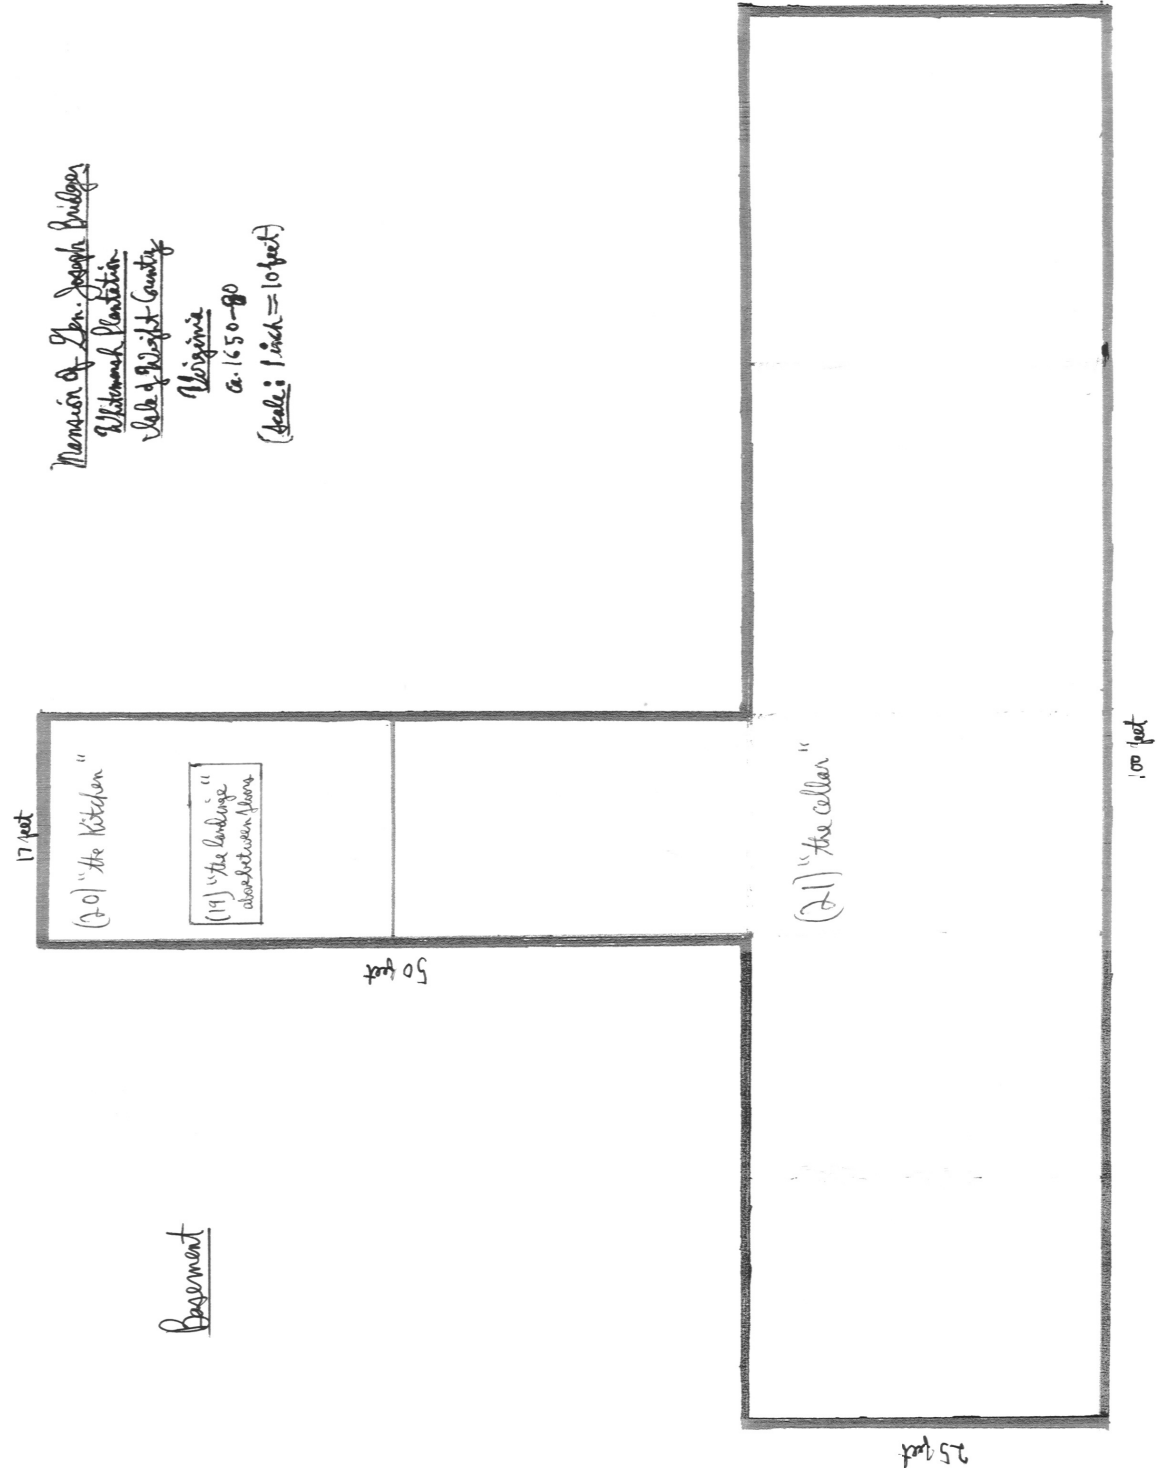 Mansion of Gen. Joseph Bridger
Whitemarsh Plantation
Isle of Wight County
Virginia
ca. 1650-80
(Scale: 1 inch = 10 feet)
17 feet
(20) "the Kitchen"
(19) "the landinge"
above between floors
50 feet
(21) "the Cellar"
100 feet
25 feet
Basement